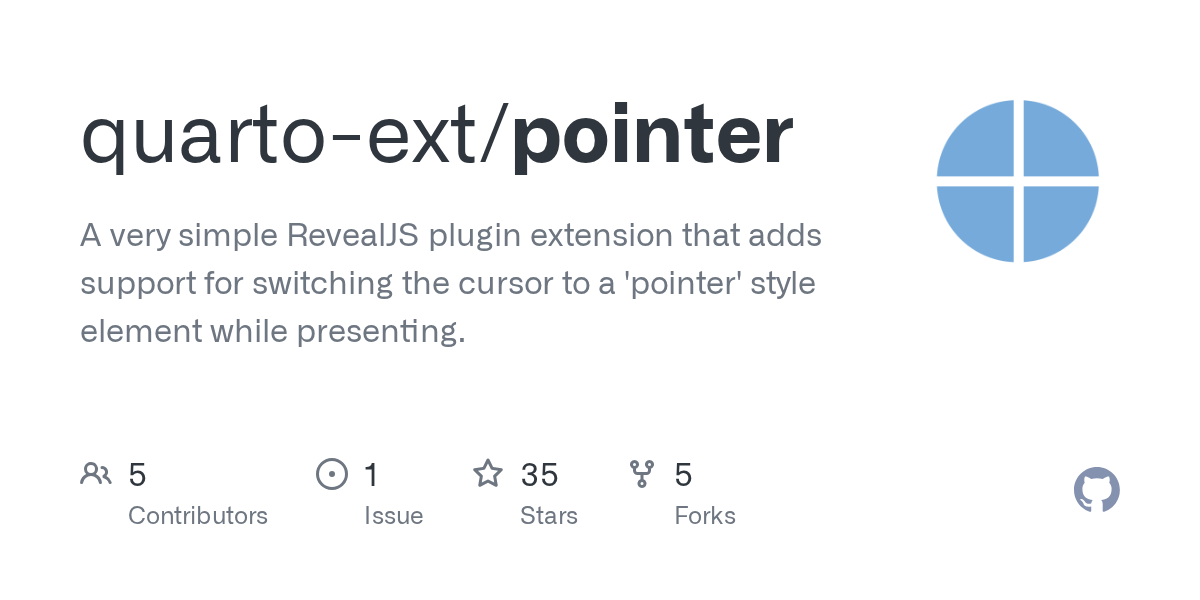 quarto-ext/pointer
A very simple RevealJS plugin extension that adds
support for switching the cursor to a 'pointer' style
element while presenting.
5 1 35 5
Contributors Issue Stars Forks